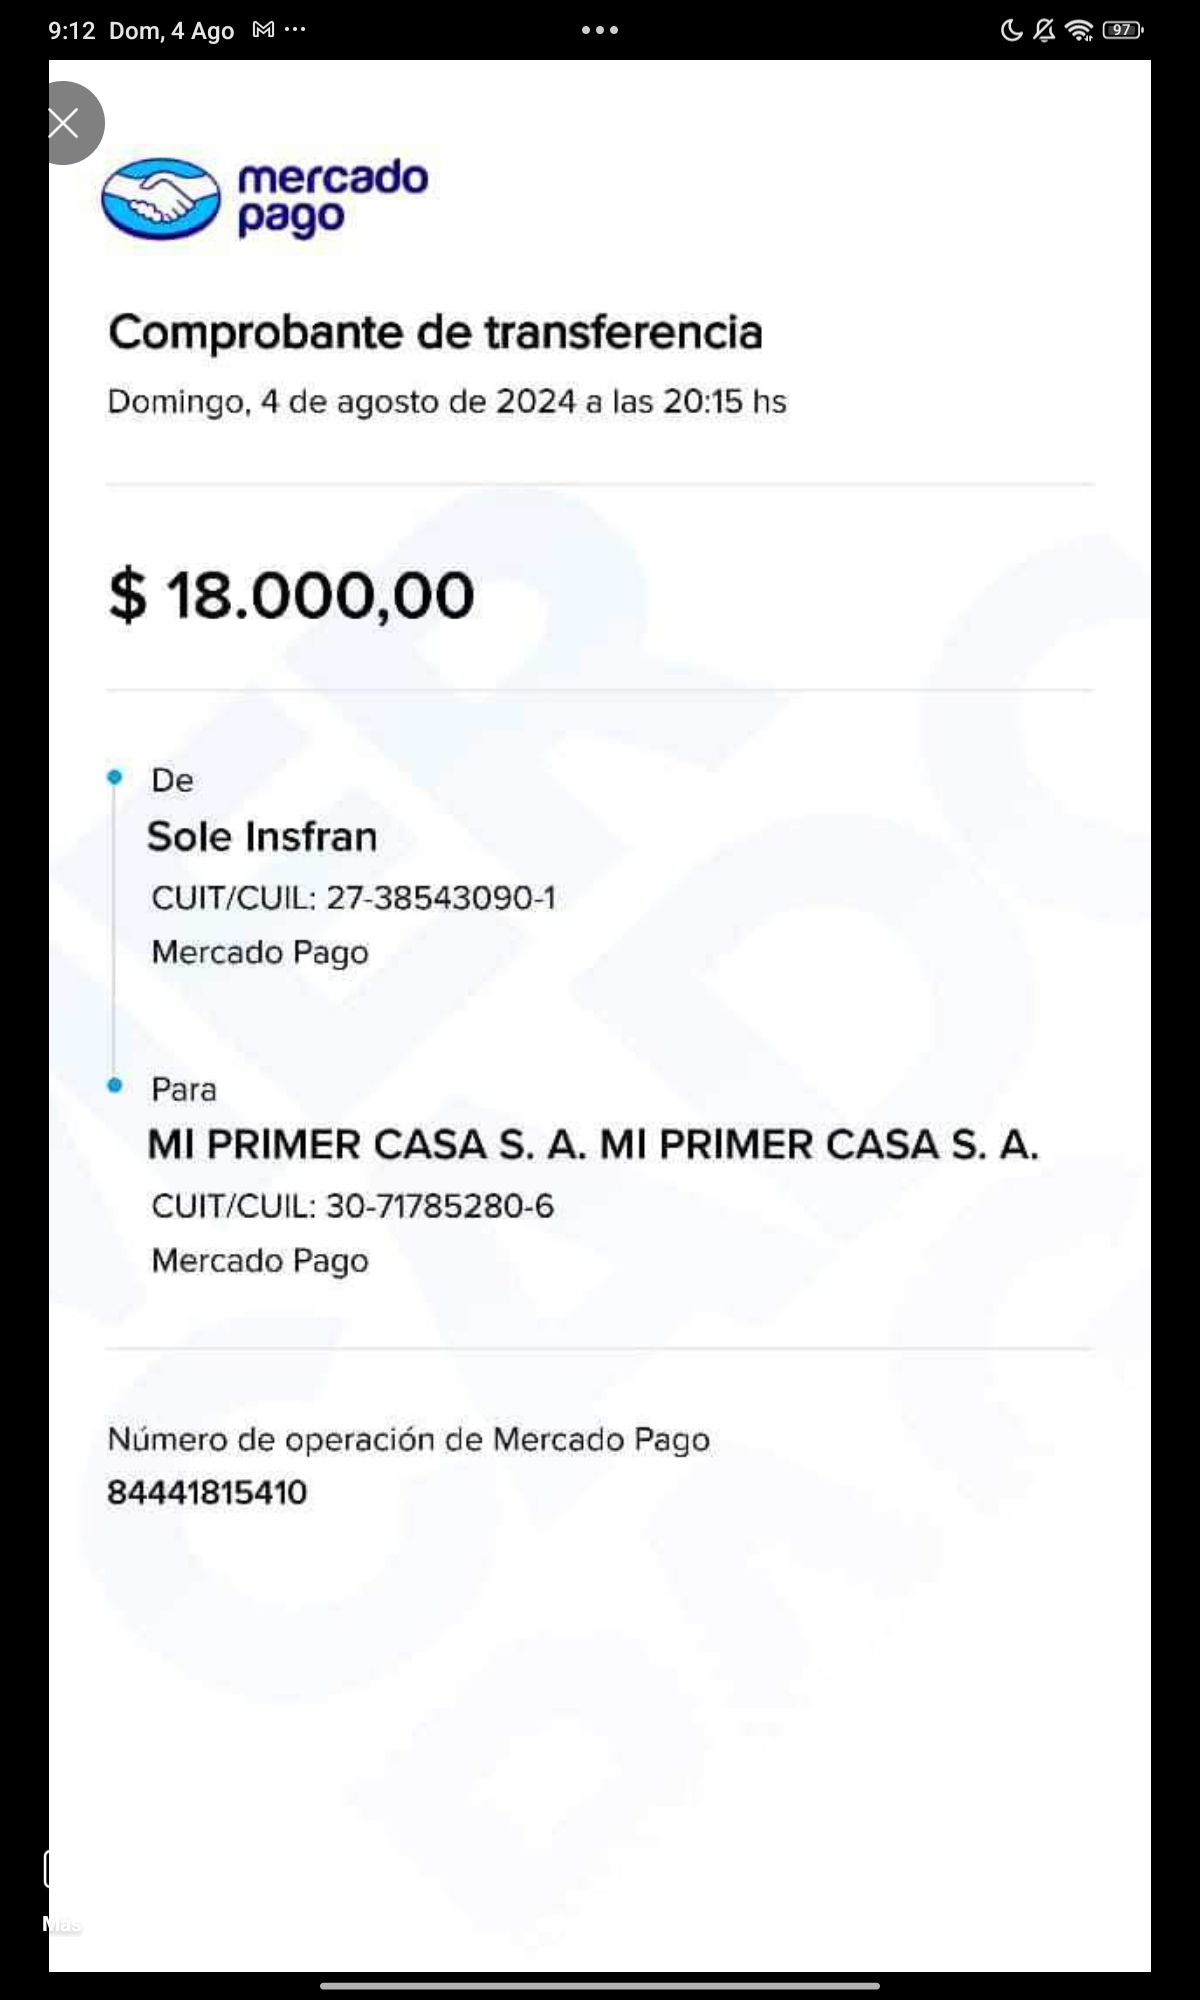 9:12 Dom, 4 Ago
97
mercado
pago
Comprobante de transferencia
Domingo, 4 de agosto de 2024 a las 20:15 hs
$ 18.000,00
De
Sole Insfran
CUIT/CUIL: 27-38543090-1
Mercado Pago
Para
MI PRIMER CASA S. A. MI PRIMER CASA S. A.
CUIT/CUIL: 30-71785280-6
Mercado Pago
Número de operación de Mercado Pago
84441815410
Más